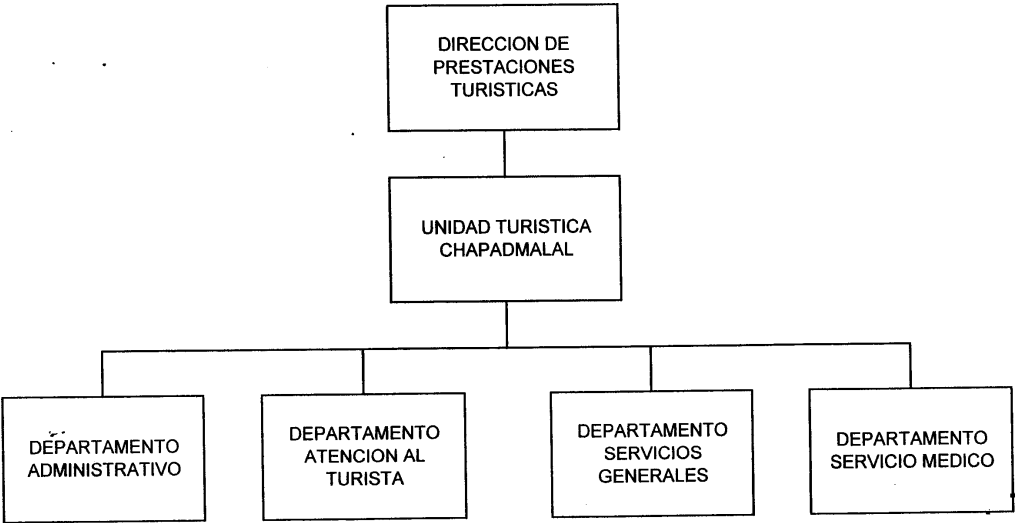 DIRECCION DE
PRESTACIONES
TURISTICAS
UNIDAD TURISTICA
CHAPADMALAL
DEPARTAMENTO
ADMINISTRATIVO
DEPARTAMENTO
ATENCION AL
TURISTA
DEPARTAMENTO
SERVICIOS
GENERALES
DEPARTAMENTO
SERVICIO MEDICO